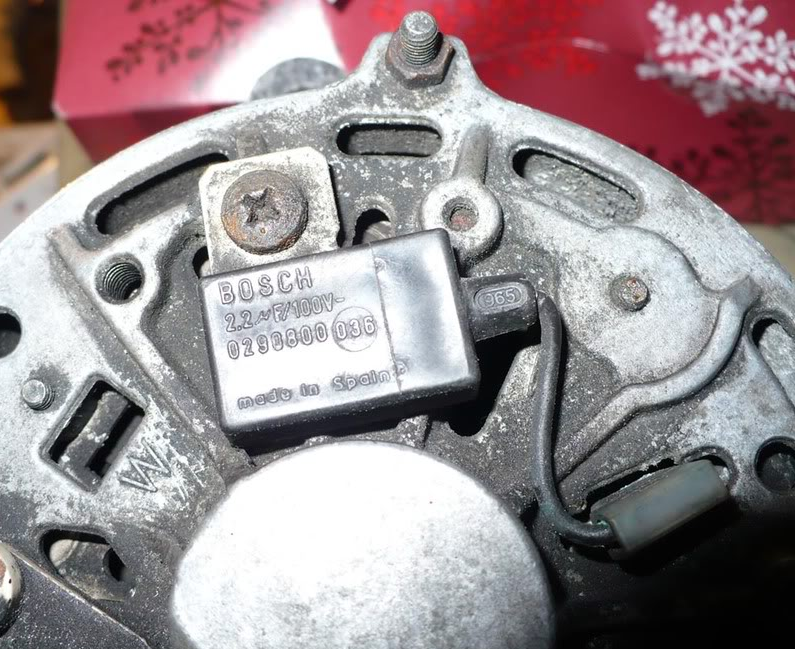 BOSCH
2.2µF/100V-
0290800 036
made in Spain
365
W